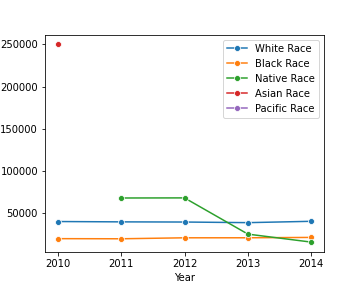 250000
200000
150000
100000
50000
White Race
Black Race
Native Race
Asian Race
Pacific Race
2010 2011 2012 2013 2014
Year